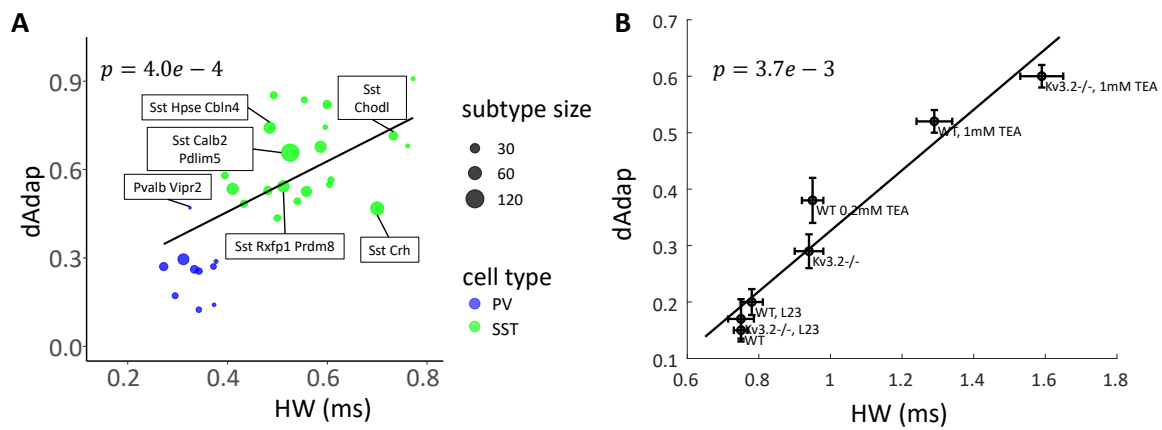 A
p = 4.0e − 4
dAdap
0.9
0.6
0.3
0.0
Sst Hpse Cbln4
Sst Calb2
Pdlim5
Pvalb Vipr2
Sst
Chodl
Sst Rxfp1 Prdm8
Sst Crh
0.2
0.4
0.6
0.8
HW (ms)
subtype size
30
60
120
cell type
PV
SST
B
p = 3.7e − 3
dAdap
0.7
0.6
0.5
0.4
0.3
0.2
0.1
Kv3.2-/-, 1mM TEA
WT, 1mM TEA
WT 0.2mM TEA
Kv3.2-/-
WT, L23
Kv3.2-/-, L23
WT
0.6
0.8
1
1.2
1.4
1.6
1.8
HW (ms)